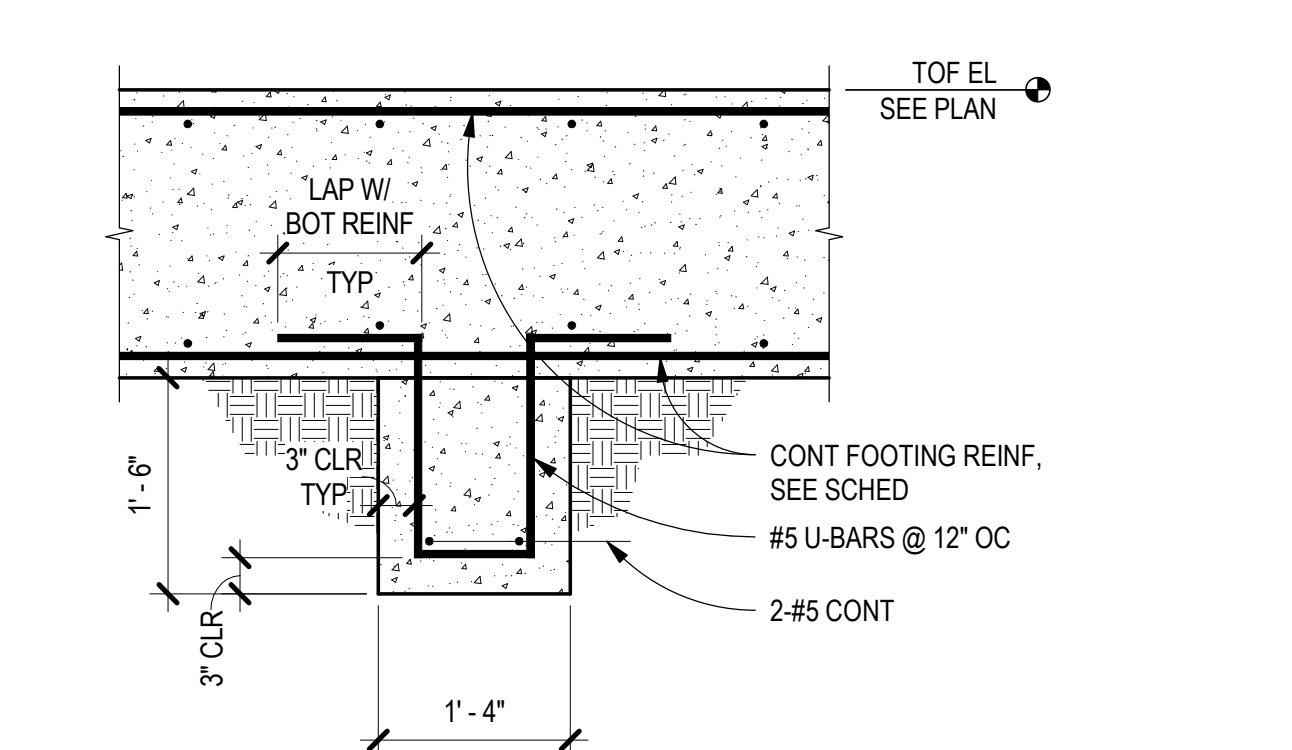 TOF EL
SEE PLAN
LAP W/
BOT REINF
TYP
3" CLR
TYP
1' - 6"
3" CLR
CONT FOOTING REINF,
SEE SCHED
#5 U-BARS @ 12" OC
2-#5 CONT
1' - 4"